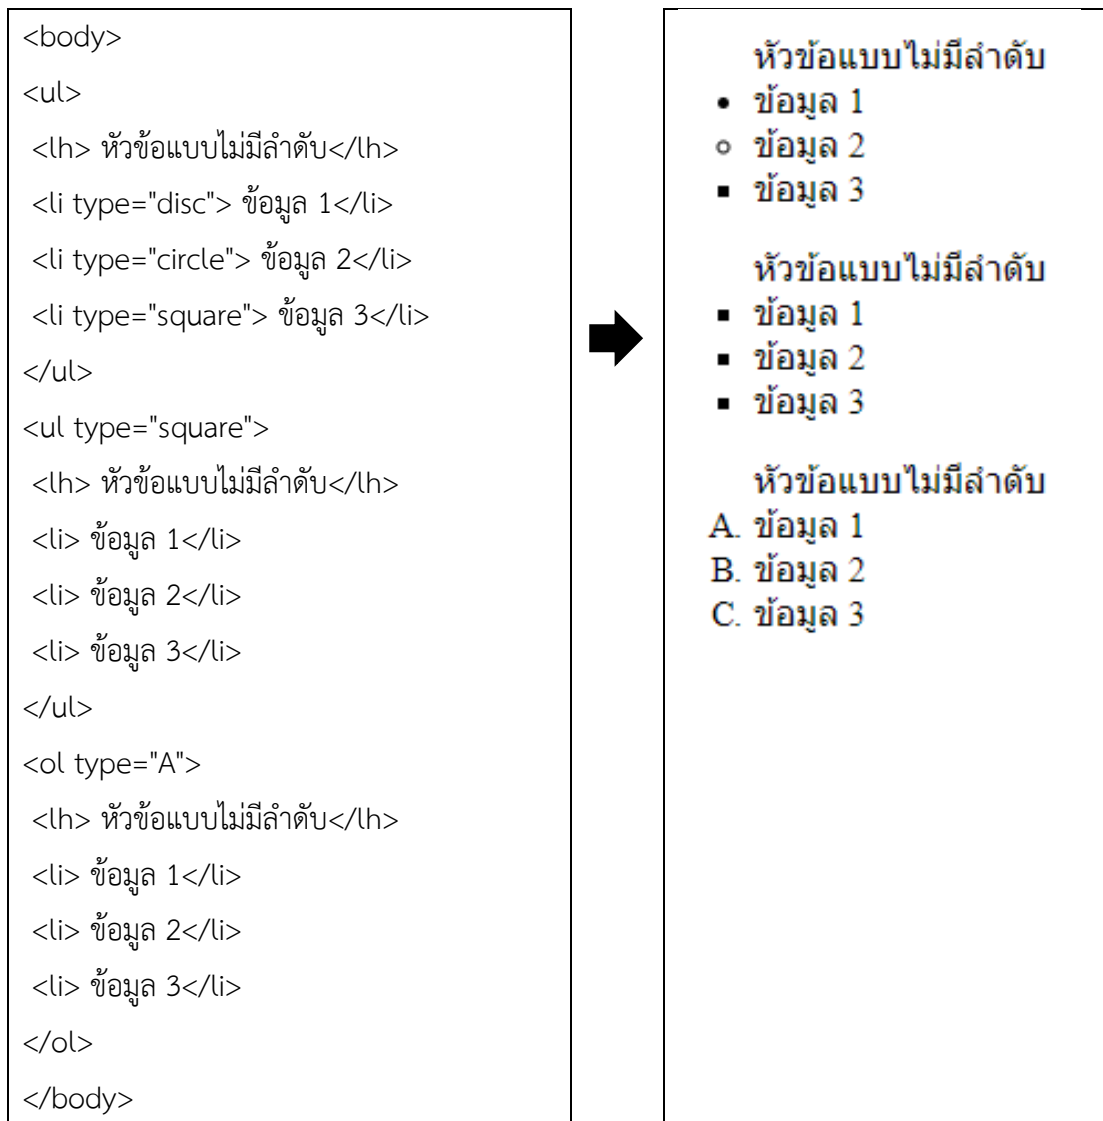 <body>
<ul>
<lh> หัวข้อแบบไม่มีลำดับ</lh>
<li type="disc"> ข้อมูล 1</li>
<li type="circle"> ข้อมูล 2</li>
<li type="square"> ข้อมูล 3</li>
</ul>
<ul type="square">
<lh> หัวข้อแบบไม่มีลำดับ</lh>
<li> ข้อมูล 1</li>
<li> ข้อมูล 2</li>
<li> ข้อมูล 3</li>
</ul>
<ol type="A">
<lh> หัวข้อแบบไม่มีลำดับ</lh>
<li> ข้อมูล 1</li>
<li> ข้อมูล 2</li>
<li> ข้อมูล 3</li>
</ol>
</body>
หัวข้อแบบไม่มีลำดับ
• ข้อมูล 1
○ ข้อมูล 2
▪ ข้อมูล 3
หัวข้อแบบไม่มีลำดับ
▪ ข้อมูล 1
▪ ข้อมูล 2
▪ ข้อมูล 3
หัวข้อแบบไม่มีลำดับ
A. ข้อมูล 1
B. ข้อมูล 2
C. ข้อมูล 3